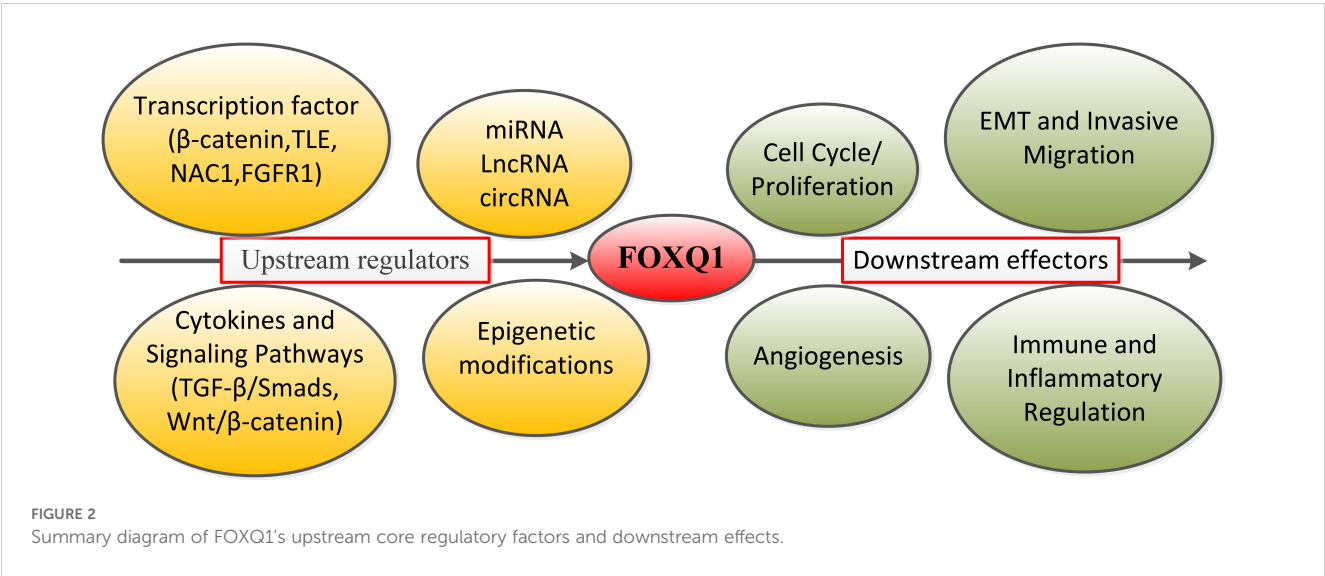 Transcription factor
(β-catenin,TLE,
NAC1,FGFR1)
miRNA
LncRNA
circRNA
Cell Cycle/
Proliferation
EMT and Invasive
Migration
Upstream regulators
FOXQ1
Downstream effectors
Cytokines and
Signaling Pathways
(TGF-β/Smads,
Wnt/β-catenin)
Epigenetic
modifications
Angiogenesis
Immune and
Inflammatory
Regulation
FIGURE 2
Summary diagram of FOXQ1’s upstream core regulatory factors and downstream effects.